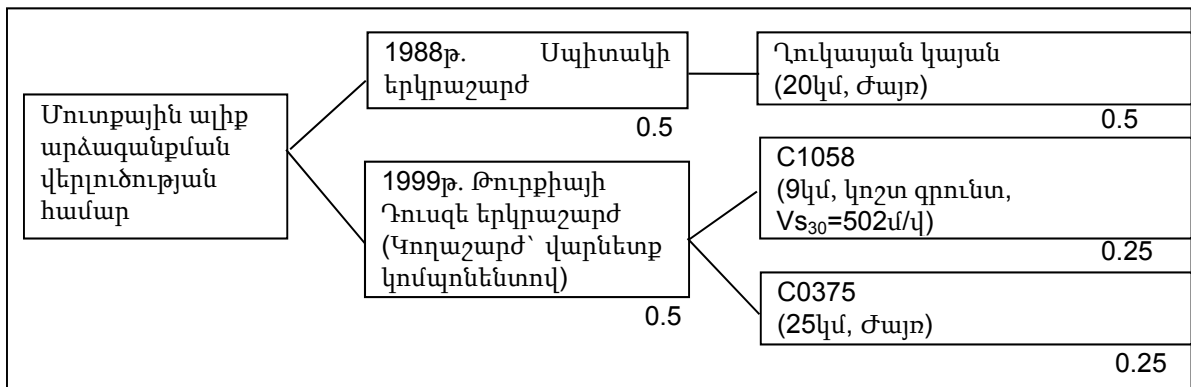 Մուտքային ալիք
արձագանքման
վերլուծության
համար
1988թ. Սպիտակի
երկրաշարժ
0.5
1999թ. Թուրքիայի
Դուսզե երկրաշարժ
(Կողաշարժ՝ վարնետք
կոմպոնենտով)
0.5
Ղուկասյան կայան
(20կմ, Ժայռ)
0.5
C1058
(9կմ, կոշտ գրունտ,
Vs30=502մ/վ)
0.25
C0375
(25կմ, Ժայռ)
0.25